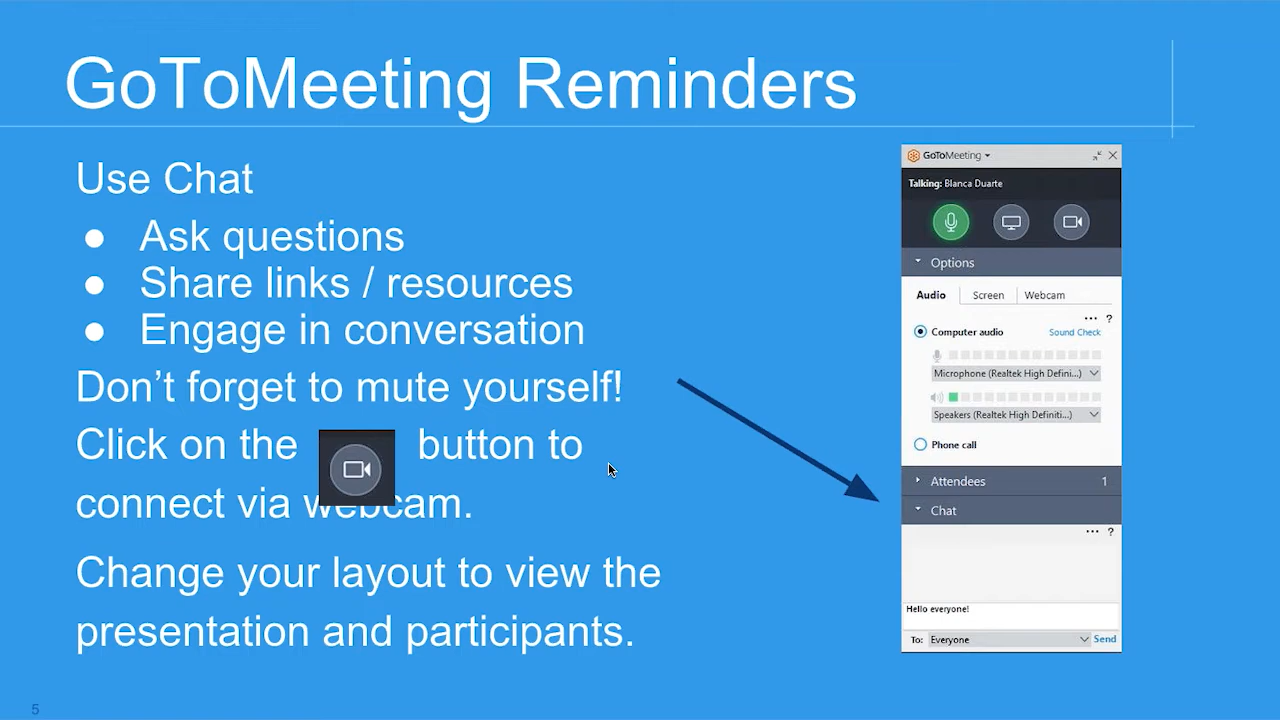 GoToMeeting Reminders
Use Chat
● Ask questions
● Share links / resources
● Engage in conversation
Don’t forget to mute yourself!
Click on the button to
connect via webcam.
Change your layout to view the
presentation and participants.
5
GoToMeeting
Talking: Blanca Duarte
Options
Audio Screen Webcam
... ?
Computer audio Sound Check
Microphone (Realtek High Defini...)
Speakers (Realtek High Definiti...)
Phone call
Attendees 1
Chat
... ?
Hello everyone!
To: Everyone Send